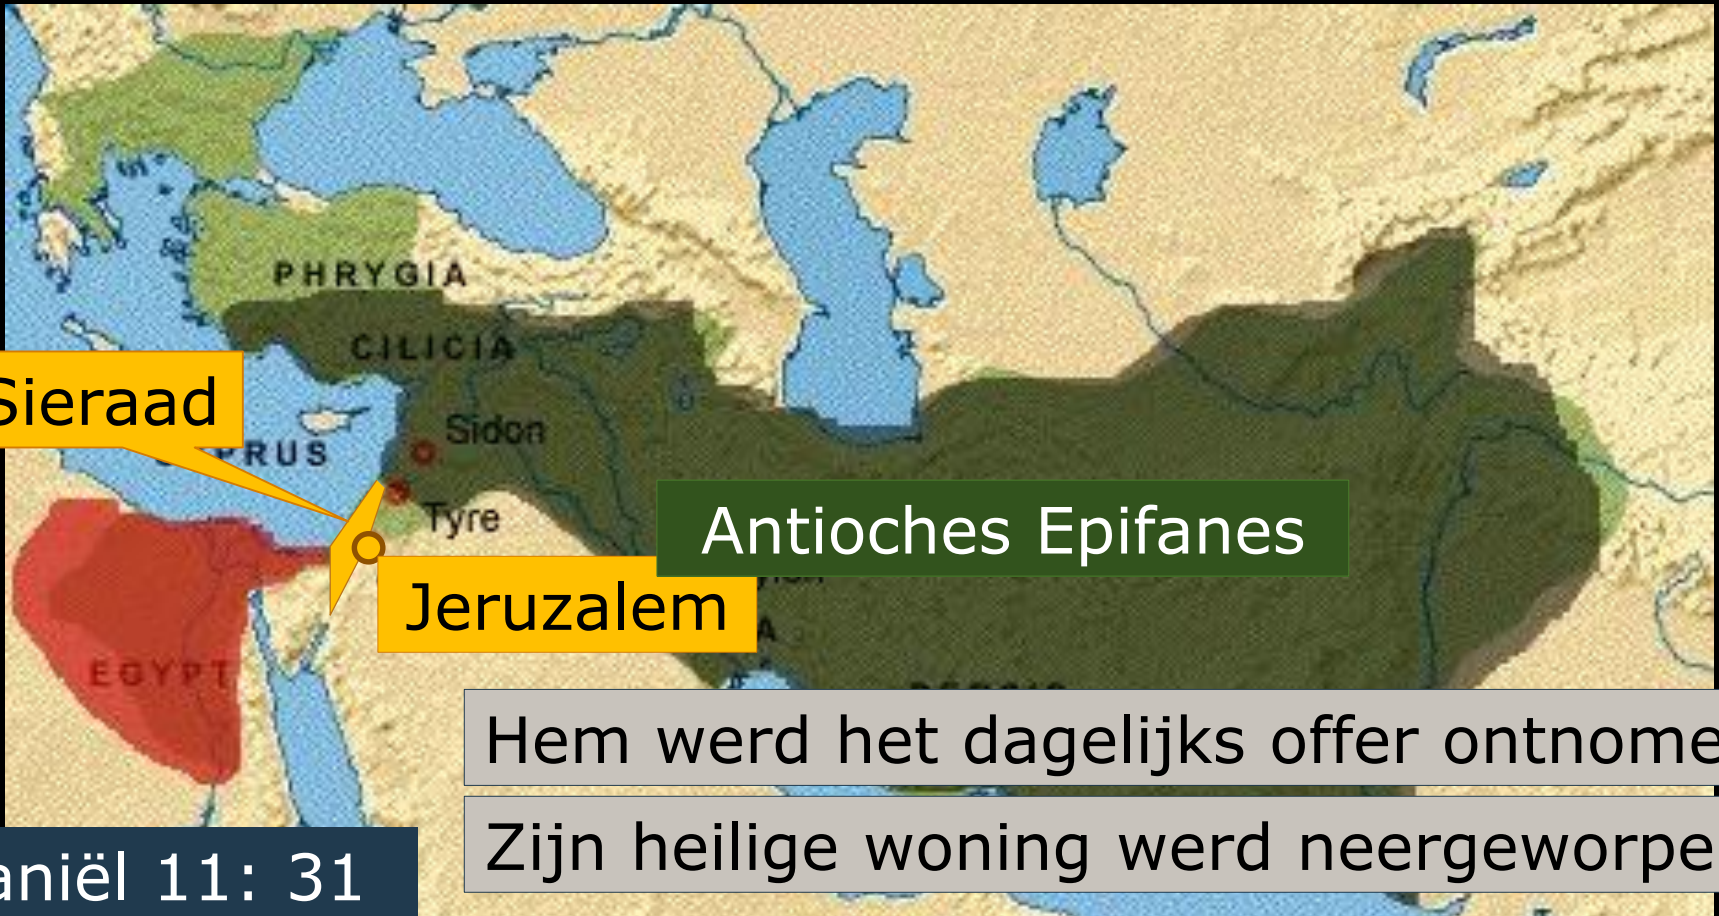 PHRYGIA
CILICIA
Sieraad
Sidon
RUS
Tyre
Antioches Epifanes
Jeruzalem
EGYPT
Hem werd het dagelijks offer ontnome
Zijn heilige woning werd neergeworpe
aniël 11: 31